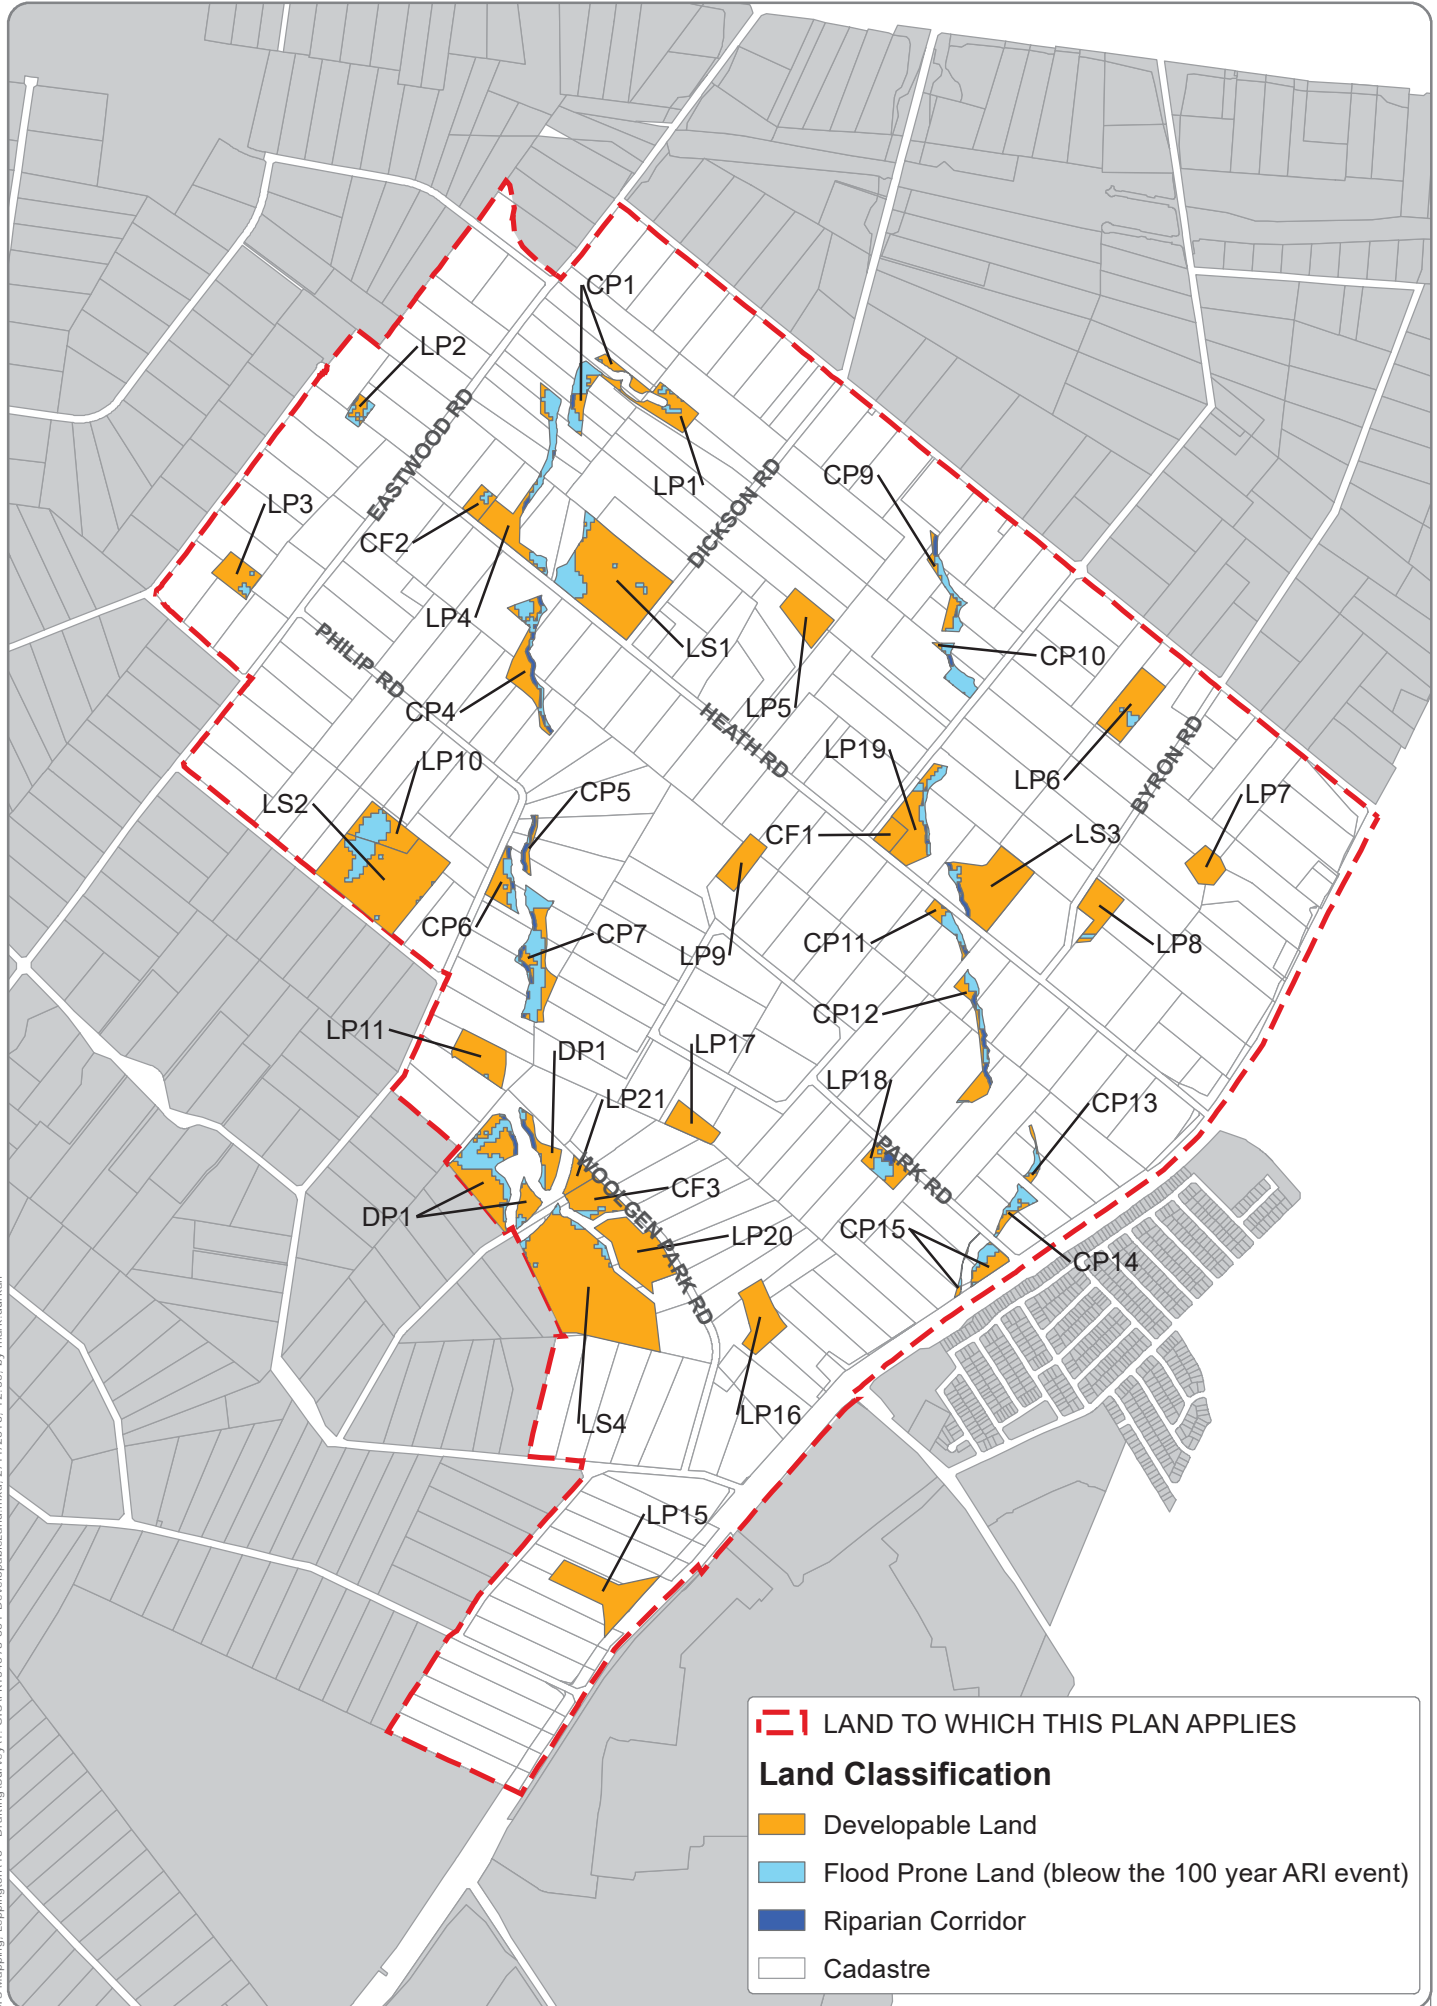 CP1
LP2
EASTWOOD RD
LP1
DICKSON RD
CP9
LP3
CF2
LP4
LS1
CP10
PHILIP RD
CP4
LP5
HEATH RD
LP19
LP10
LP6
BYRON RD
LS2
CP5
LP7
CF1
LS3
CP6
CP7
LP9
CP11
LP8
CP12
LP11
DP1
LP17
LP18
LP21
CP13
PARK RD
WOOLGEN PARK RD
CF3
DP1
LP20
CP15
CP14
LP16
LS4
LP15
LAND TO WHICH THIS PLAN APPLIES
Land Classification
Developable Land
Flood Prone Land (bleow the 100 year ARI event)
Riparian Corridor
Cadastre